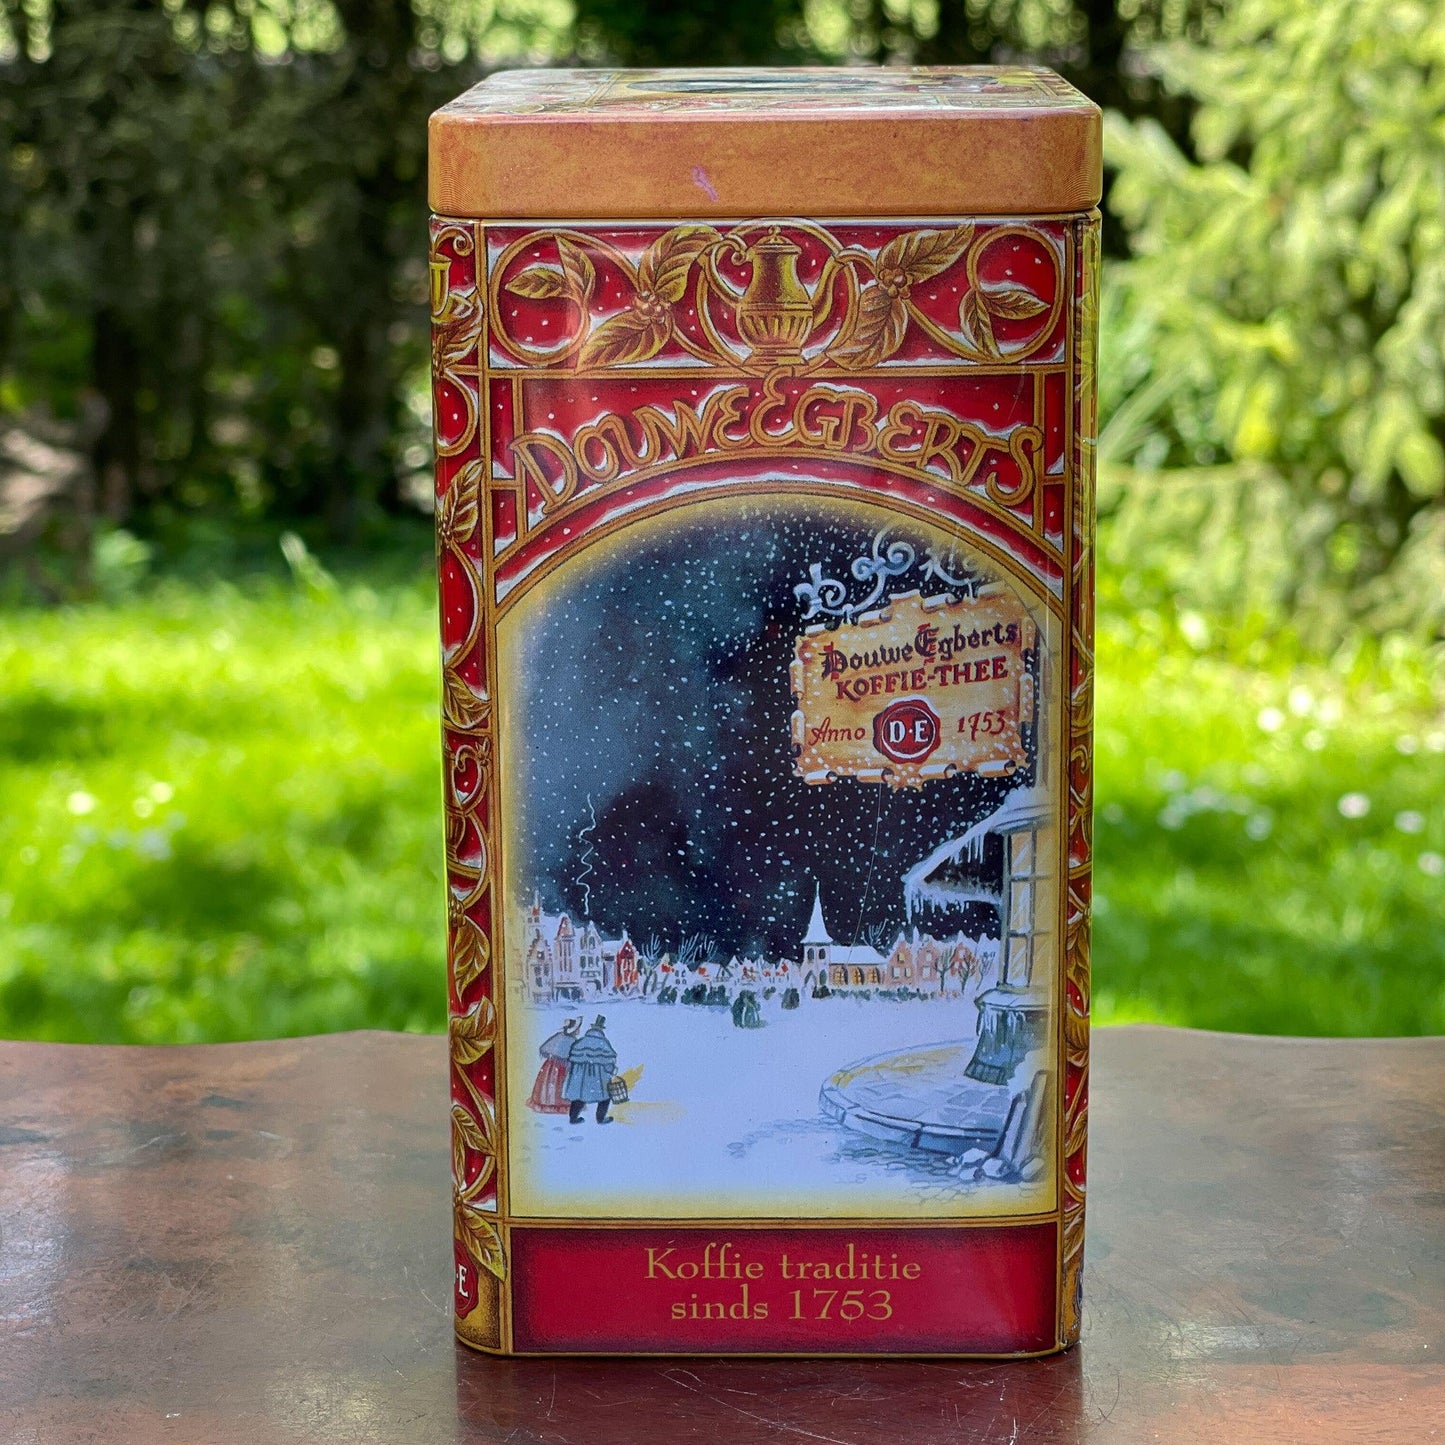 DOUWE EGBERTS
Douwe Egberts
KOFFIE-THEE
Anno D·E 1753
Koffie traditie
sinds 1753
·E